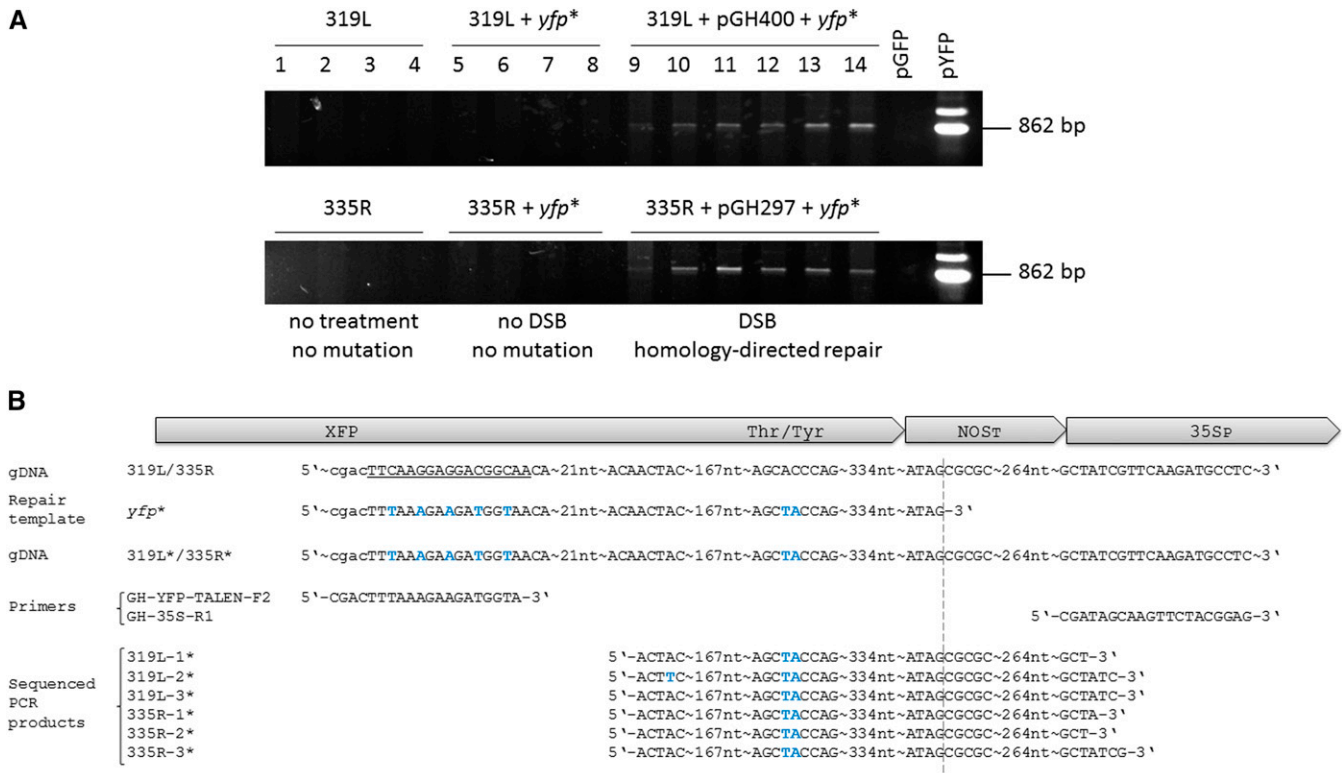 A
319L
319L + yfp*
319L + pGH400 + yfp*
1 2 3 4 5 6 7 8 9 10 11 12 13 14 pGFP pYFP
862 bp
335R
335R + yfp*
335R + pGH297 + yfp*
862 bp
no treatment
no mutation
no DSB
no mutation
DSB
homology-directed repair
B
XFP Thr/Tyr NOST 35SP
gDNA 319L/335R 5'~cgacTTCAAGGAGGACGGCAACA~21nt~ACAACTAC~167nt~AGCACCCAG~334nt~ATAGCGCGC~264nt~GCTATCGTTCAAGATGCCTC~3'
Repair
template
yfp* 5'~cgacTTTAAAGAAGATGGTAACA~21nt~ACAACTAC~167nt~AGCTACCAG~334nt~ATAG-3'
gDNA 319L*/335R* 5'~cgacTTTAAAGAAGATGGTAACA~21nt~ACAACTAC~167nt~AGCTACCAG~334nt~ATAGCGCGC~264nt~GCTATCGTTCAAGATGCCTC~3'
Primers
GH-YFP-TALEN-F2 5'-CGACTTTAAAGAAGATGGTA-3'
GH-35S-R1 5'-CGATAGCAAGTTCTACGGAG-3'
Sequenced
PCR
products
319L-1* 5'-ACTAC~167nt~AGCTACCAG~334nt~ATAGCGCGC~264nt~GCT-3'
319L-2* 5'-ACTTC~167nt~AGCTACCAG~334nt~ATAGCGCGC~264nt~GCTATC-3'
319L-3* 5'-ACTAC~167nt~AGCTACCAG~334nt~ATAGCGCGC~264nt~GCTATC-3'
335R-1* 5'-ACTAC~167nt~AGCTACCAG~334nt~ATAGCGCGC~264nt~GCTA-3'
335R-2* 5'-ACTAC~167nt~AGCTACCAG~334nt~ATAGCGCGC~264nt~GCT-3'
335R-3* 5'-ACTAC~167nt~AGCTACCAG~334nt~ATAGCGCGC~264nt~GCTATCG-3'